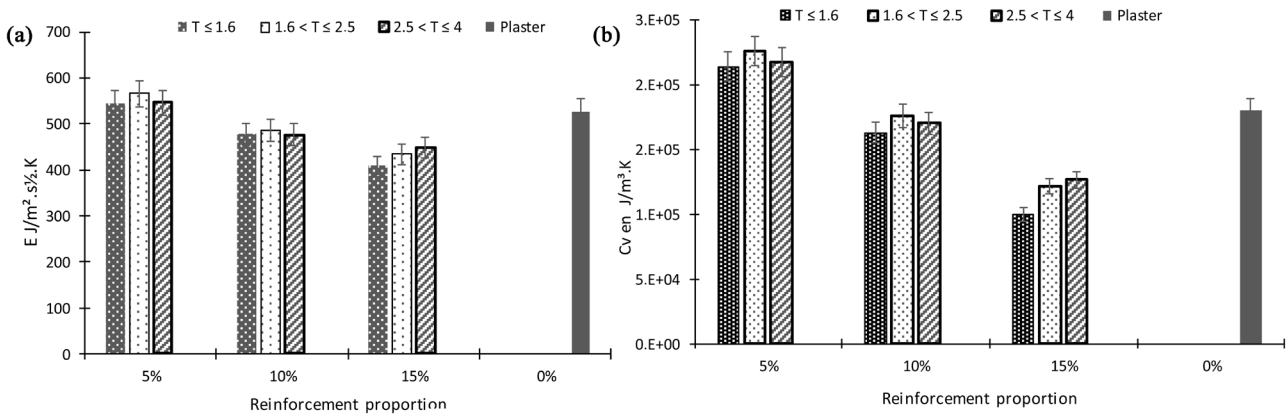 (a)
T ≤ 1.6 1.6 < T ≤ 2.5 2.5 < T ≤ 4 Plaster
700
600
500
400
300
200
100
0
E J/m².s½.K
5% 10% 15% 0%
Reinforcement proportion
(b)
T ≤ 1.6 1.6 < T ≤ 2.5 2.5 < T ≤ 4 Plaster
3.E+05
2.E+05
2.E+05
1.E+05
5.E+04
0.E+00
Cv en J/m³.K
5% 10% 15% 0%
Reinforcement proportion